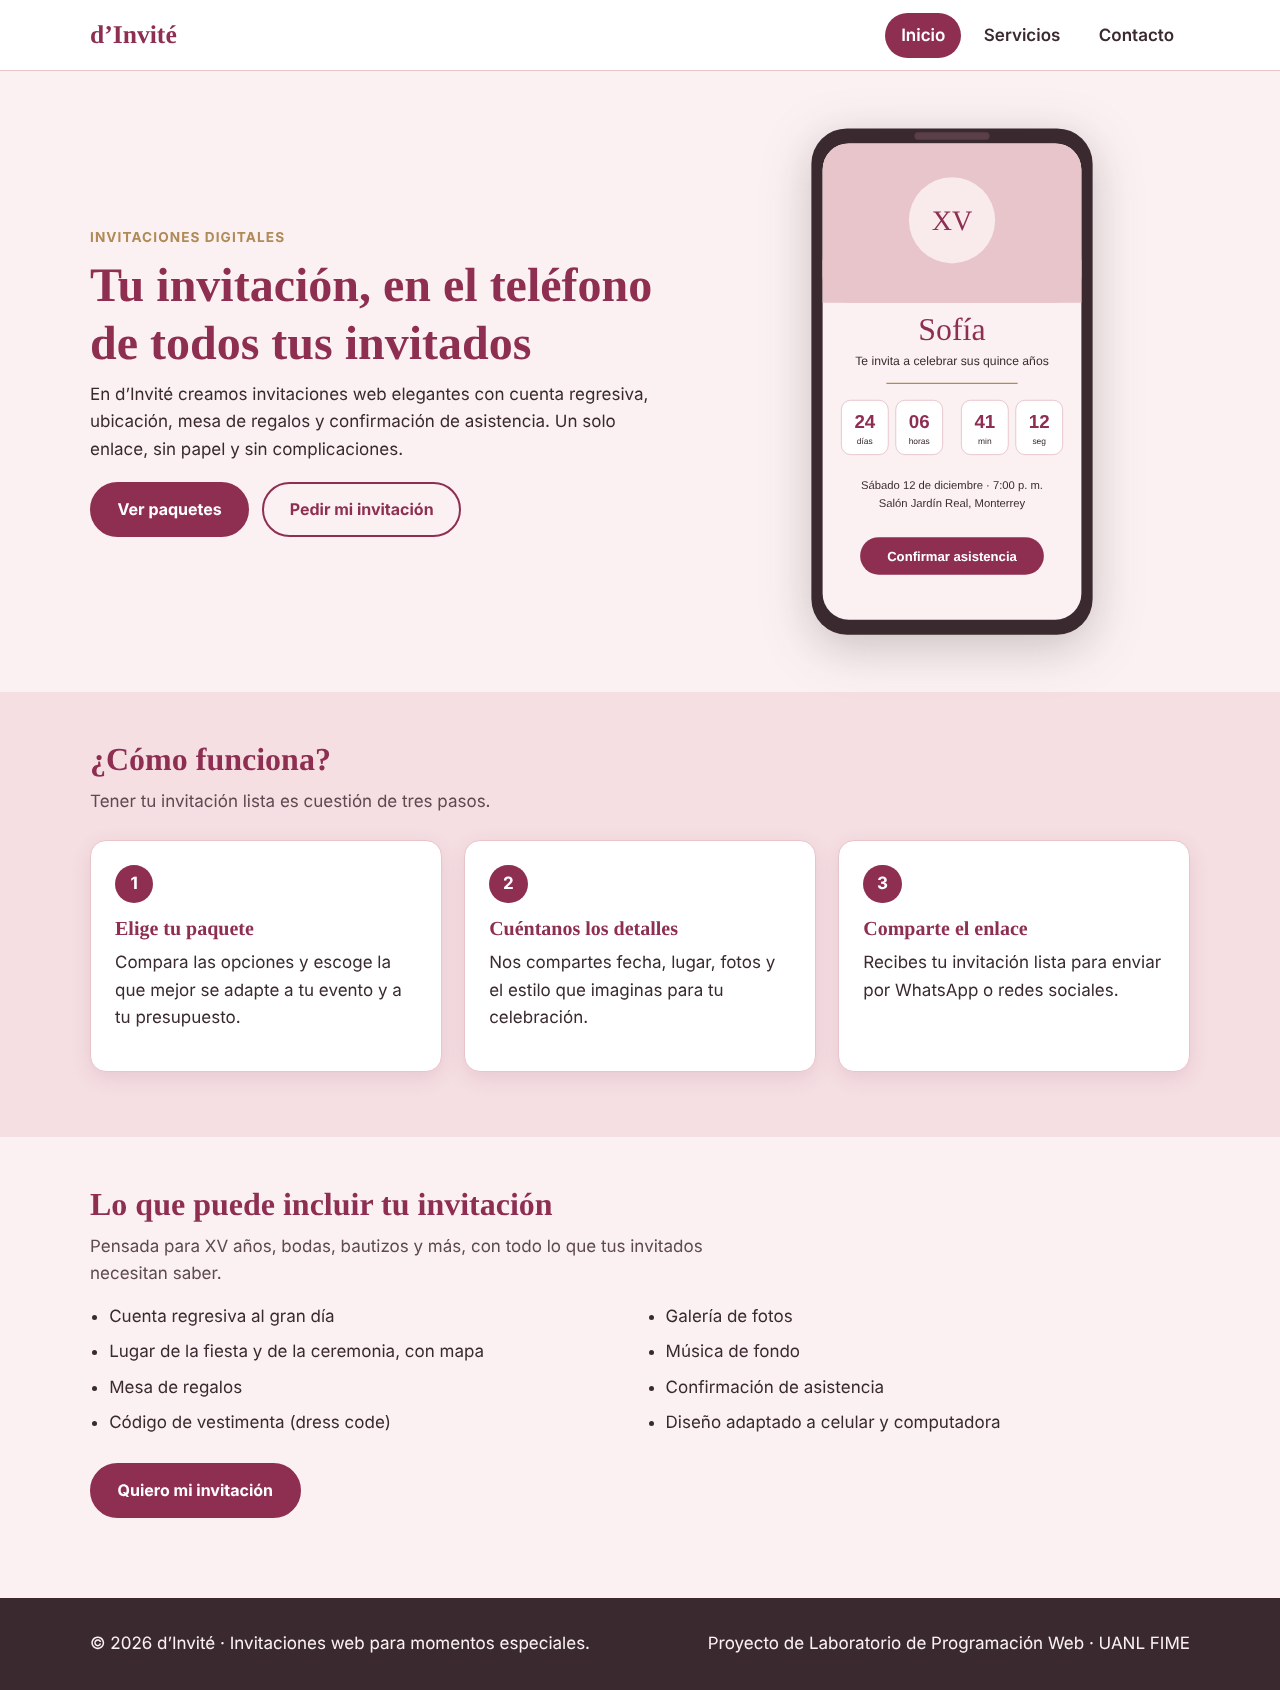 d’Invité
Inicio
Servicios
Contacto
INVITACIONES DIGITALES
Tu invitación, en el teléfono
de todos tus invitados
En d’Invité creamos invitaciones web elegantes con cuenta regresiva,
ubicación, mesa de regalos y confirmación de asistencia. Un solo
enlace, sin papel y sin complicaciones.
Ver paquetes
Pedir mi invitación
XV
Sofía
Te invita a celebrar sus quince años
24 06 41 12
días horas min seg
Sábado 12 de diciembre · 7:00 p. m.
Salón Jardín Real, Monterrey
Confirmar asistencia
¿Cómo funciona?
Tener tu invitación lista es cuestión de tres pasos.
1
Elige tu paquete
Compara las opciones y escoge la
que mejor se adapte a tu evento y a
tu presupuesto.
2
Cuéntanos los detalles
Nos compartes fecha, lugar, fotos y
el estilo que imaginas para tu
celebración.
3
Comparte el enlace
Recibes tu invitación lista para enviar
por WhatsApp o redes sociales.
Lo que puede incluir tu invitación
Pensada para XV años, bodas, bautizos y más, con todo lo que tus invitados
necesitan saber.
• Cuenta regresiva al gran día
• Lugar de la fiesta y de la ceremonia, con mapa
• Mesa de regalos
• Código de vestimenta (dress code)
• Galería de fotos
• Música de fondo
• Confirmación de asistencia
• Diseño adaptado a celular y computadora
Quiero mi invitación
© 2026 d’Invité · Invitaciones web para momentos especiales.
Proyecto de Laboratorio de Programación Web · UANL FIME